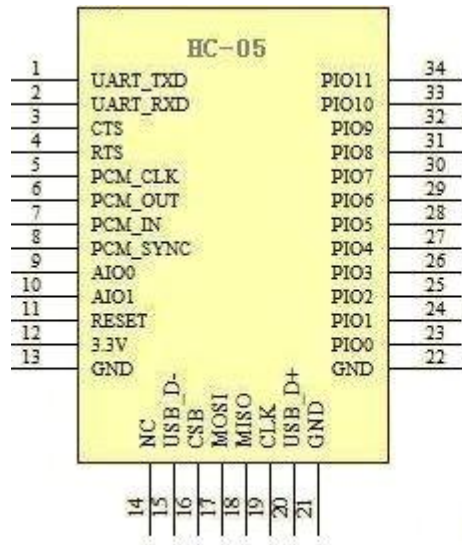 HC-05
1 UART_TXD PIO11 34
2 UART_RXD PIO10 33
3 CTS PIO9 32
4 RTS PIO8 31
5 PCM_CLK PIO7 30
6 PCM_OUT PIO6 29
7 PCM_IN PIO5 28
8 PCM_SYNC PIO4 27
9 AIO0 PIO3 26
10 AIO1 PIO2 25
11 RESET PIO1 24
12 3.3V PIO0 23
13 GND GND 22
NC
USB_D-
CSB
MOSI
MISO
CLK
USB_D+
GND
14
15
16
17
18
19
20
21